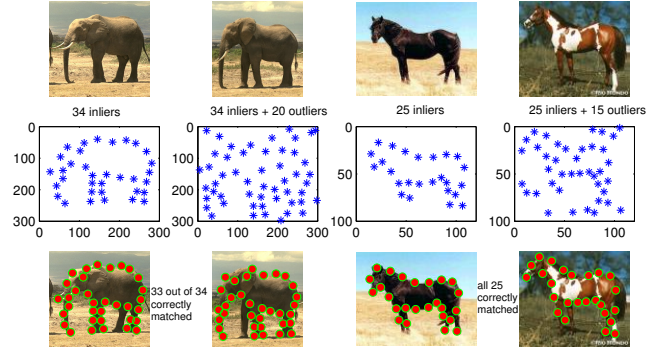 34 inliers
34 inliers + 20 outliers
25 inliers
25 inliers + 15 outliers
0
100
200
300
0 100 200 300
0
100
200
300
0 100 200 300
0
50
100
0 50 100
0
50
100
0 50 100
33 out of 34
correctly
matched
all 25
correctly
matched